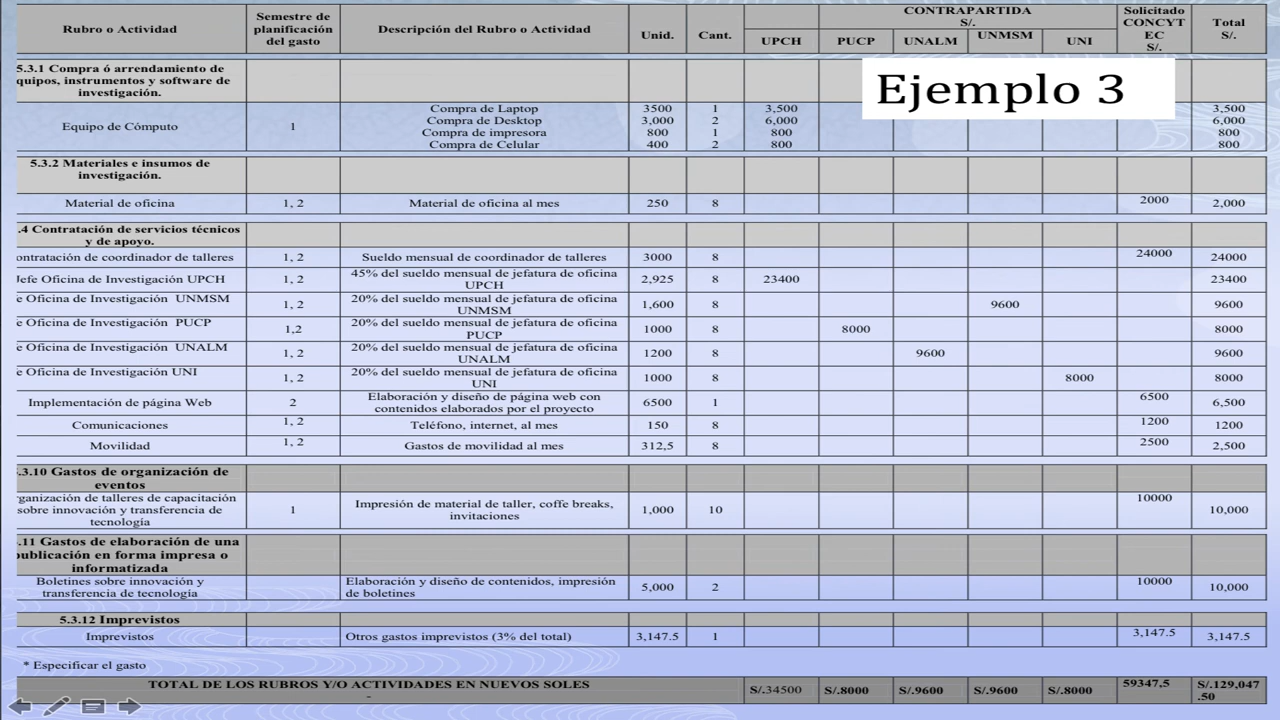 Rubro o Actividad
Semestre de planificación del gasto
Descripción del Rubro o Actividad
Unid.
Cant.
CONTRAPARTIDA S/.
Solicitado CONCYT EC S/.
Total S/.
UPCH PUCP UNALM UNMSM UNI
Ejemplo 3
5.3.1 Compra ó arrendamiento de
quipos, instrumentos y software de
investigación.
Equipo de Cómputo 1
Compra de Laptop 3500 1 3,500 3,500
Compra de Desktop 3,000 2 6,000 6,000
Compra de impresora 800 1 800 800
Compra de Celular 400 2 800 800
5.3.2 Materiales e insumos de
investigación.
Material de oficina 1, 2 Material de oficina al mes 250 8 2000 2,000
.4 Contratación de servicios técnicos
y de apoyo.
ontratación de coordinador de talleres 1, 2 Sueldo mensual de coordinador de talleres 3000 8 24000 24000
Jefe Oficina de Investigación UPCH 1, 2 45% del sueldo mensual de jefatura de oficina UPCH 2,925 8 23400 23400
e Oficina de Investigación UNMSM 1, 2 20% del sueldo mensual de jefatura de oficina UNMSM 1,600 8 9600 9600
e Oficina de Investigación PUCP 1,2 20% del sueldo mensual de jefatura de oficina PUCP 1000 8 8000 8000
e Oficina de Investigación UNALM 1, 2 20% del sueldo mensual de jefatura de oficina UNALM 1200 8 9600 9600
e Oficina de Investigación UNI 1, 2 20% del sueldo mensual de jefatura de oficina UNI 1000 8 8000 8000
Implementación de página Web 2 Elaboración y diseño de página web con contenidos elaborados por el proyecto 6500 1 6500 6,500
Comunicaciones 1, 2 Teléfono, internet, al mes 150 8 1200 1200
Movilidad 1, 2 Gastos de movilidad al mes 312,5 8 2500 2,500
.3.10 Gastos de organización de
eventos
rganización de talleres de capacitación sobre innovación y transferencia de tecnología 1 Impresión de material de taller, coffe breaks, invitaciones 1,000 10 10000 10,000
.11 Gastos de elaboración de una
publicación en forma impresa o
informatizada
Boletines sobre innovación y transferencia de tecnología Elaboración y diseño de contenidos, impresión de boletines 5,000 2 10000 10,000
5.3.12 Imprevistos
Imprevistos Otros gastos imprevistos (3% del total) 3,147.5 1 3,147.5 3,147.5
* Especificar el gasto
TOTAL DE LOS RUBROS Y/O ACTIVIDADES EN NUEVOS SOLES - S/.34500 S/.8000 S/.9600 S/.9600 S/.8000 59347,5 S/.129,047.50